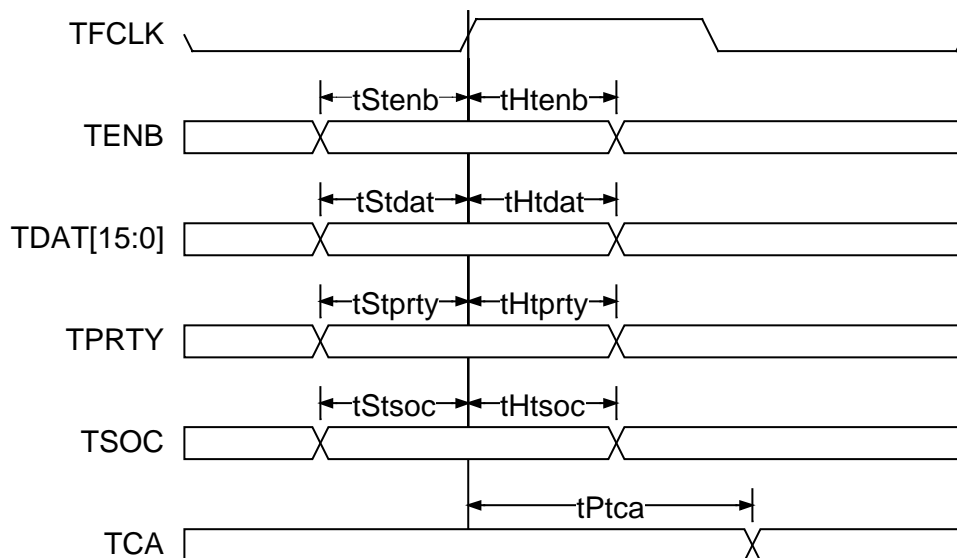 TFCLK
tStenb tHtenb
TENB
tStdat tHtdat
TDAT[15:0]
tStprty tHtprty
TPRTY
tStsoc tHtsoc
TSOC
tPtca
TCA